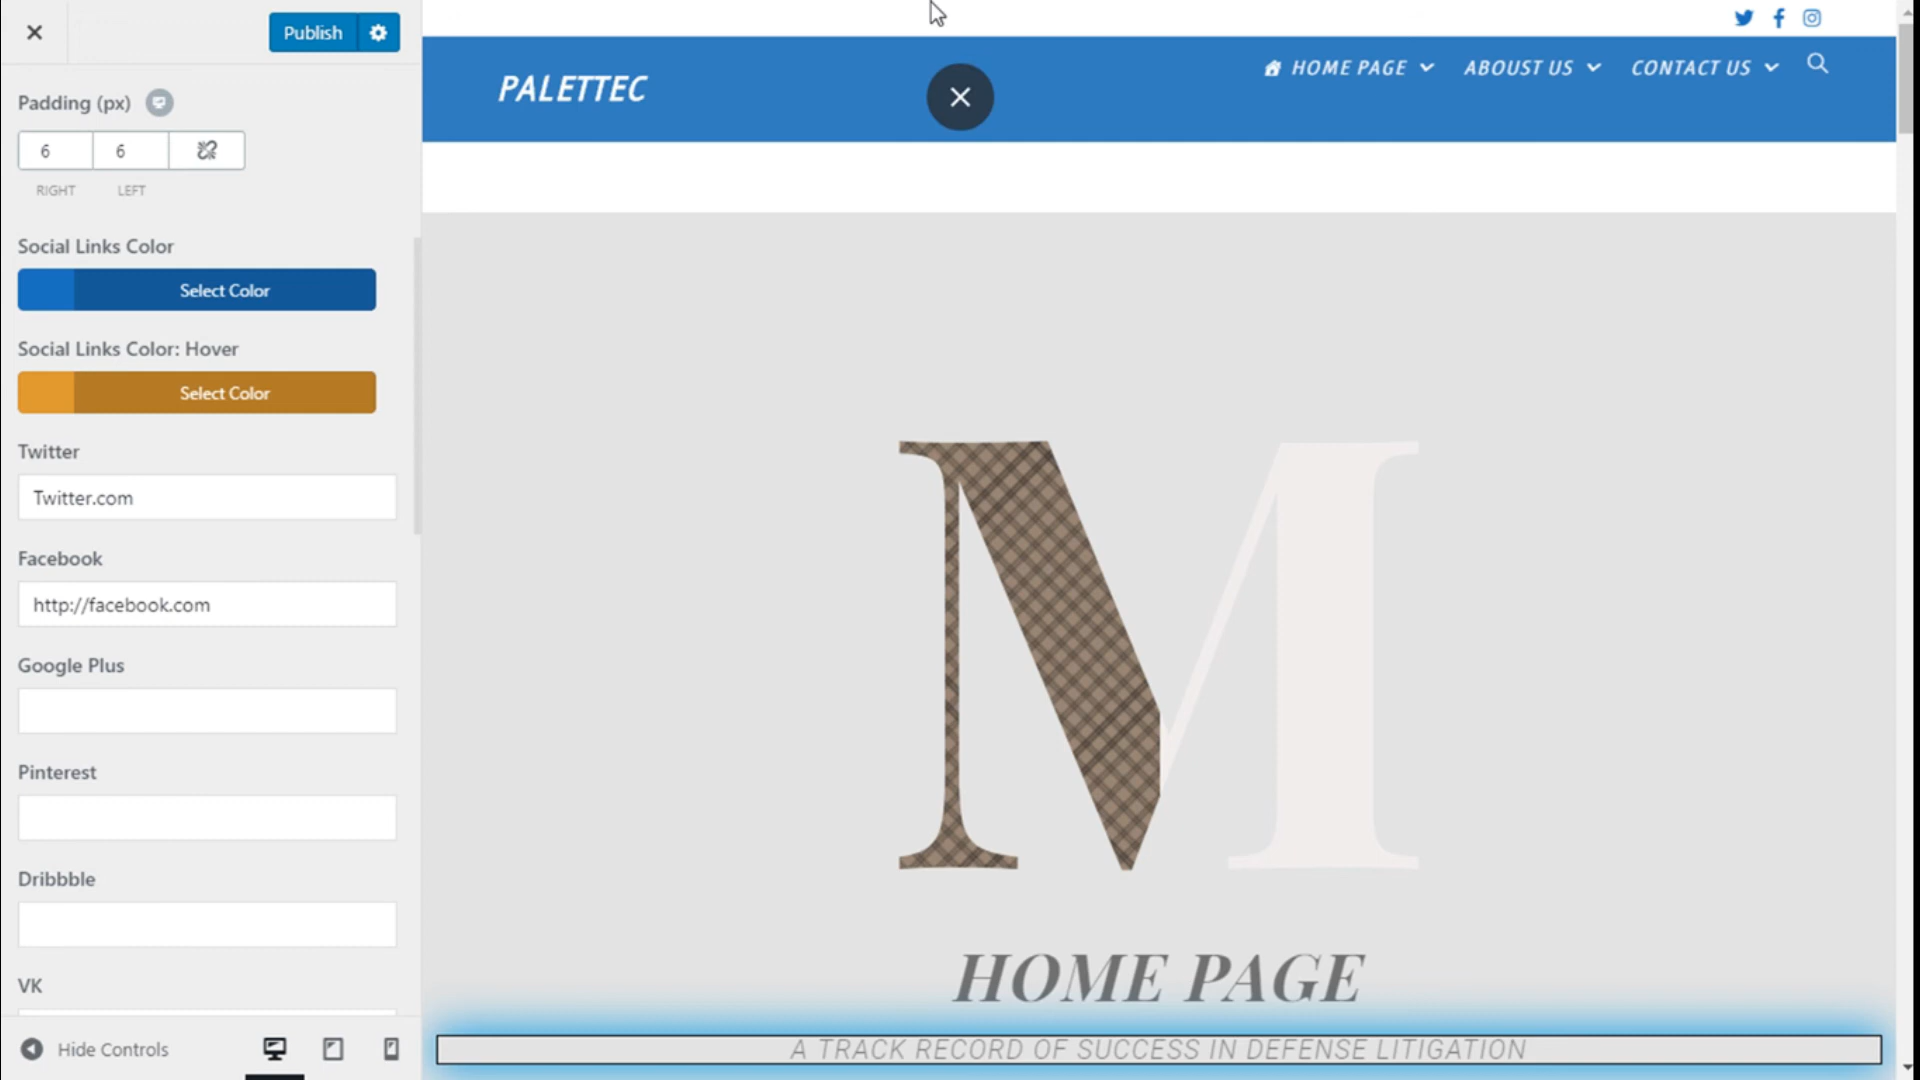 Publish
Padding (px)
6 6
RIGHT LEFT
Social Links Color
Select Color
Social Links Color: Hover
Select Color
Twitter
Twitter.com
Facebook
http://facebook.com
Google Plus
Pinterest
Dribbble
VK
Hide Controls
PALETTEC
HOME PAGE ABOUST US CONTACT US
M
HOME PAGE
A TRACK RECORD OF SUCCESS IN DEFENSE LITIGATION